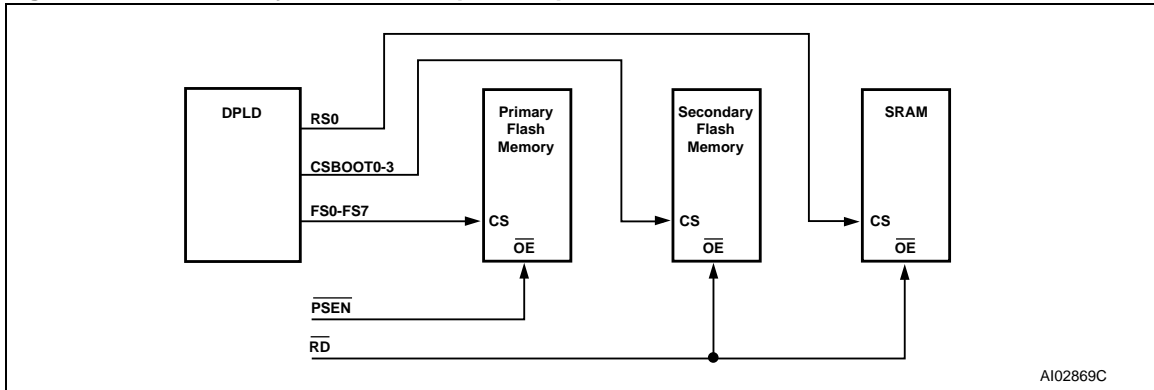 DPLD
RS0
CSBOOT0-3
FS0-FS7
Primary
Flash
Memory
CS
OE
Secondary
Flash
Memory
CS
OE
SRAM
CS
OE
PSEN
RD
AI02869C